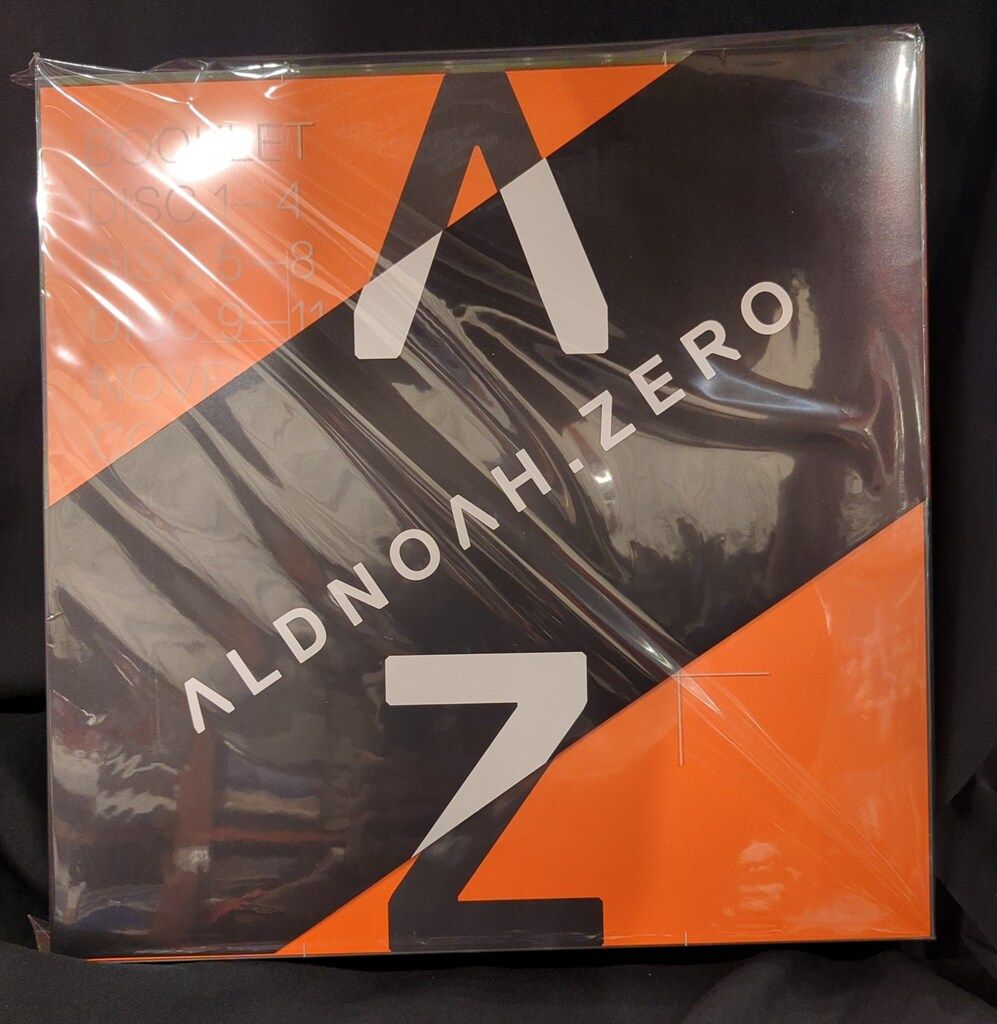 BOOKLET
DISC 1—4
DISC 5—8
DISC 9—11
A
ALDNOAH.ZERO
Z